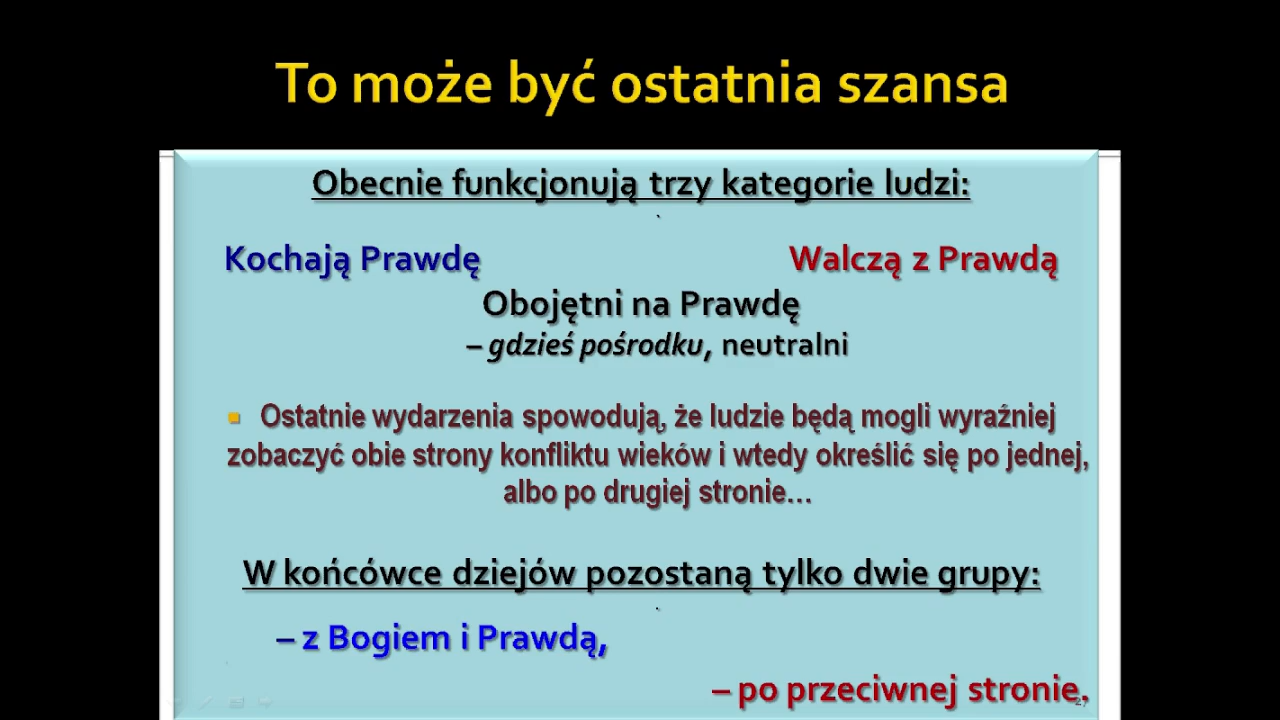 To może być ostatnia szansa
Obecnie funkcjonują trzy kategorie ludzi:
Kochają Prawdę Walczą z Prawdą
Obojętni na Prawdę
– gdzieś pośrodku, neutralni
▪ Ostatnie wydarzenia spowodują, że ludzie będą mogli wyraźniej
zobaczyć obie strony konfliktu wieków i wtedy określić się po jednej,
albo po drugiej stronie…
W końcówce dziejów pozostaną tylko dwie grupy:
– z Bogiem i Prawdą,
– po przeciwnej stronie.